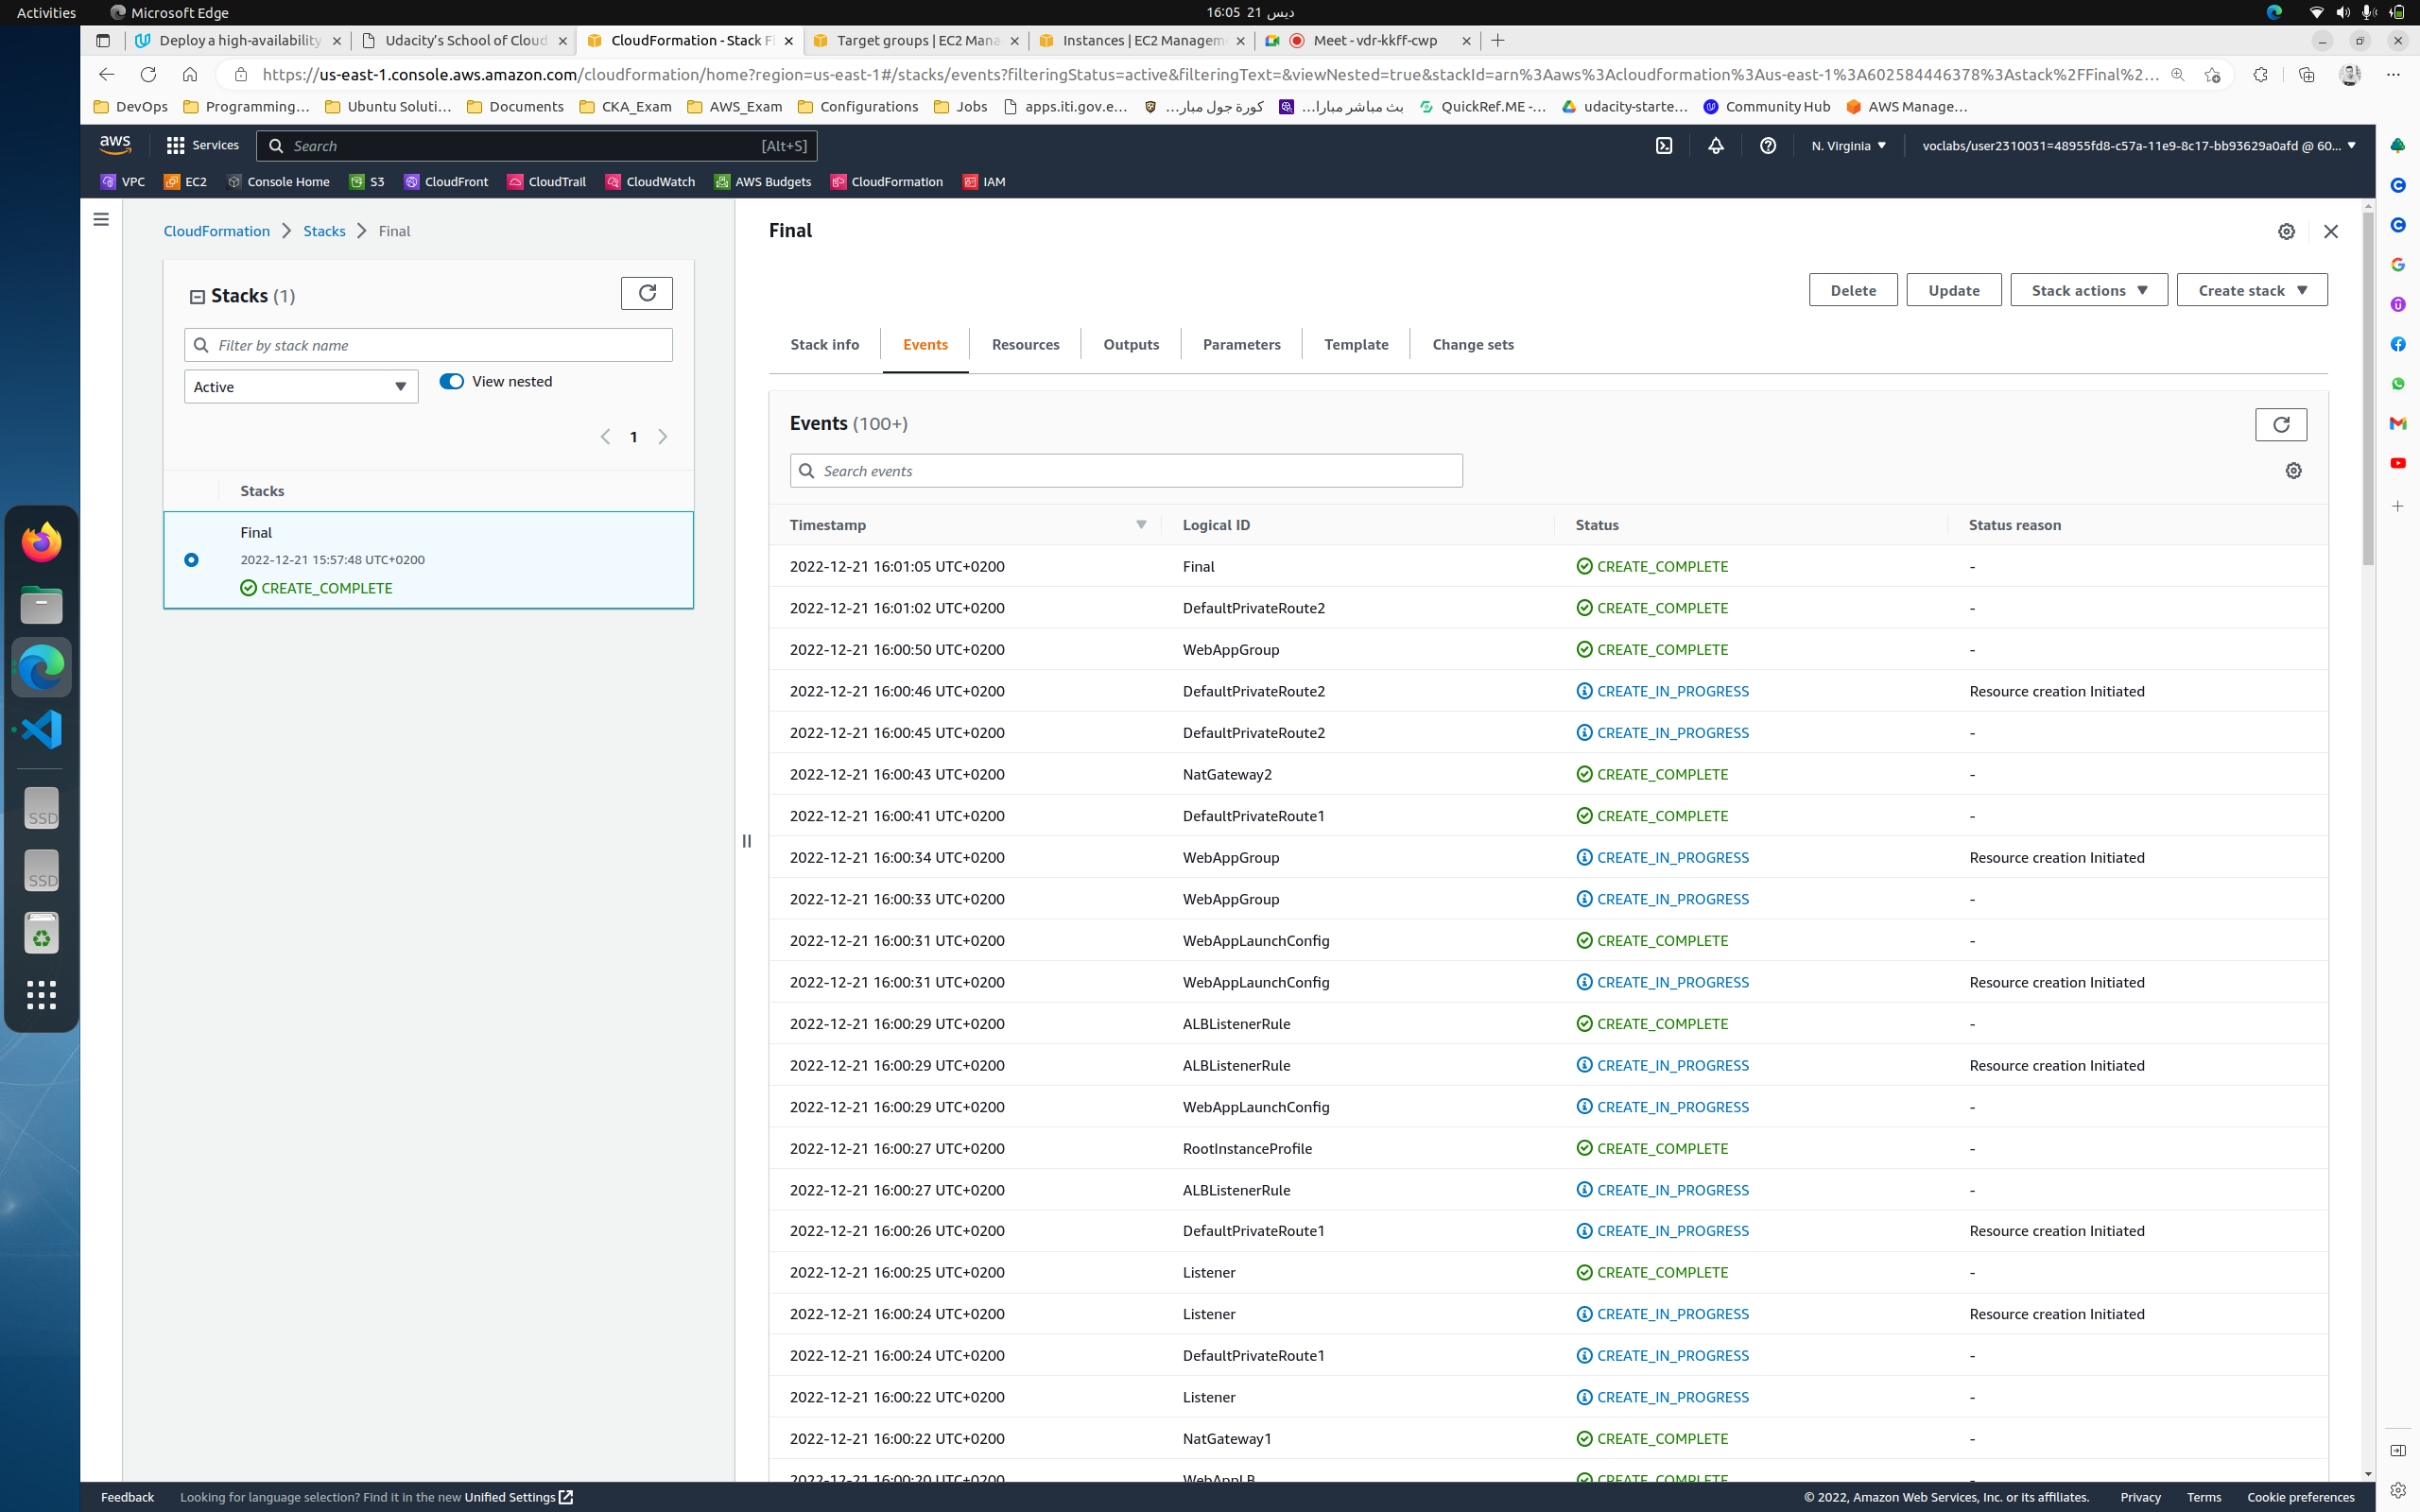 Activities Microsoft Edge 16:05 21 ديس
Deploy a high-availability Udacity's School of Cloud CloudFormation - Stack Fi Target groups | EC2 Mana Instances | EC2 Managem Meet - vdr-kkff-cwp
https://us-east-1.console.aws.amazon.com/cloudformation/home?region=us-east-1#/stacks/events?filteringStatus=active&filteringText=&viewNested=true&stackId=arn%3Aaws%3Acloudformation%3Aus-east-1%3A602584446378%3Astack%2FFinal%2...
DevOps Programming... Ubuntu Soluti... Documents CKA_Exam AWS_Exam Configurations Jobs apps.iti.gov.e... كورة جول مبار... بث مباشر مبارا... QuickRef.ME -... udacity-starte... Community Hub AWS Manage...
aws Services Search [Alt+S] N. Virginia voclabs/user2310031=48955fd8-c57a-11e9-8c17-bb93629a0afd @ 60...
VPC EC2 Console Home S3 CloudFront CloudTrail CloudWatch AWS Budgets CloudFormation IAM
CloudFormation Stacks Final
Stacks (1)
Filter by stack name
Active View nested
1
Stacks
Final
2022-12-21 15:57:48 UTC+0200
CREATE_COMPLETE
Final
Delete Update Stack actions Create stack
Stack info Events Resources Outputs Parameters Template Change sets
Events (100+)
Search events
Timestamp Logical ID Status Status reason
2022-12-21 16:01:05 UTC+0200 Final CREATE_COMPLETE -
2022-12-21 16:01:02 UTC+0200 DefaultPrivateRoute2 CREATE_COMPLETE -
2022-12-21 16:00:50 UTC+0200 WebAppGroup CREATE_COMPLETE -
2022-12-21 16:00:46 UTC+0200 DefaultPrivateRoute2 CREATE_IN_PROGRESS Resource creation Initiated
2022-12-21 16:00:45 UTC+0200 DefaultPrivateRoute2 CREATE_IN_PROGRESS -
2022-12-21 16:00:43 UTC+0200 NatGateway2 CREATE_COMPLETE -
2022-12-21 16:00:41 UTC+0200 DefaultPrivateRoute1 CREATE_COMPLETE -
2022-12-21 16:00:34 UTC+0200 WebAppGroup CREATE_IN_PROGRESS Resource creation Initiated
2022-12-21 16:00:33 UTC+0200 WebAppGroup CREATE_IN_PROGRESS -
2022-12-21 16:00:31 UTC+0200 WebAppLaunchConfig CREATE_COMPLETE -
2022-12-21 16:00:31 UTC+0200 WebAppLaunchConfig CREATE_IN_PROGRESS Resource creation Initiated
2022-12-21 16:00:29 UTC+0200 ALBListenerRule CREATE_COMPLETE -
2022-12-21 16:00:29 UTC+0200 ALBListenerRule CREATE_IN_PROGRESS Resource creation Initiated
2022-12-21 16:00:29 UTC+0200 WebAppLaunchConfig CREATE_IN_PROGRESS -
2022-12-21 16:00:27 UTC+0200 RootInstanceProfile CREATE_COMPLETE -
2022-12-21 16:00:27 UTC+0200 ALBListenerRule CREATE_IN_PROGRESS -
2022-12-21 16:00:26 UTC+0200 DefaultPrivateRoute1 CREATE_IN_PROGRESS Resource creation Initiated
2022-12-21 16:00:25 UTC+0200 Listener CREATE_COMPLETE -
2022-12-21 16:00:24 UTC+0200 Listener CREATE_IN_PROGRESS Resource creation Initiated
2022-12-21 16:00:24 UTC+0200 DefaultPrivateRoute1 CREATE_IN_PROGRESS -
2022-12-21 16:00:22 UTC+0200 Listener CREATE_IN_PROGRESS -
2022-12-21 16:00:22 UTC+0200 NatGateway1 CREATE_COMPLETE -
2022-12-21 16:00:20 UTC+0200 WebAppLB CREATE_COMPLETE -
SSD
SSD
Feedback Looking for language selection? Find it in the new Unified Settings © 2022, Amazon Web Services, Inc. or its affiliates. Privacy Terms Cookie preferences